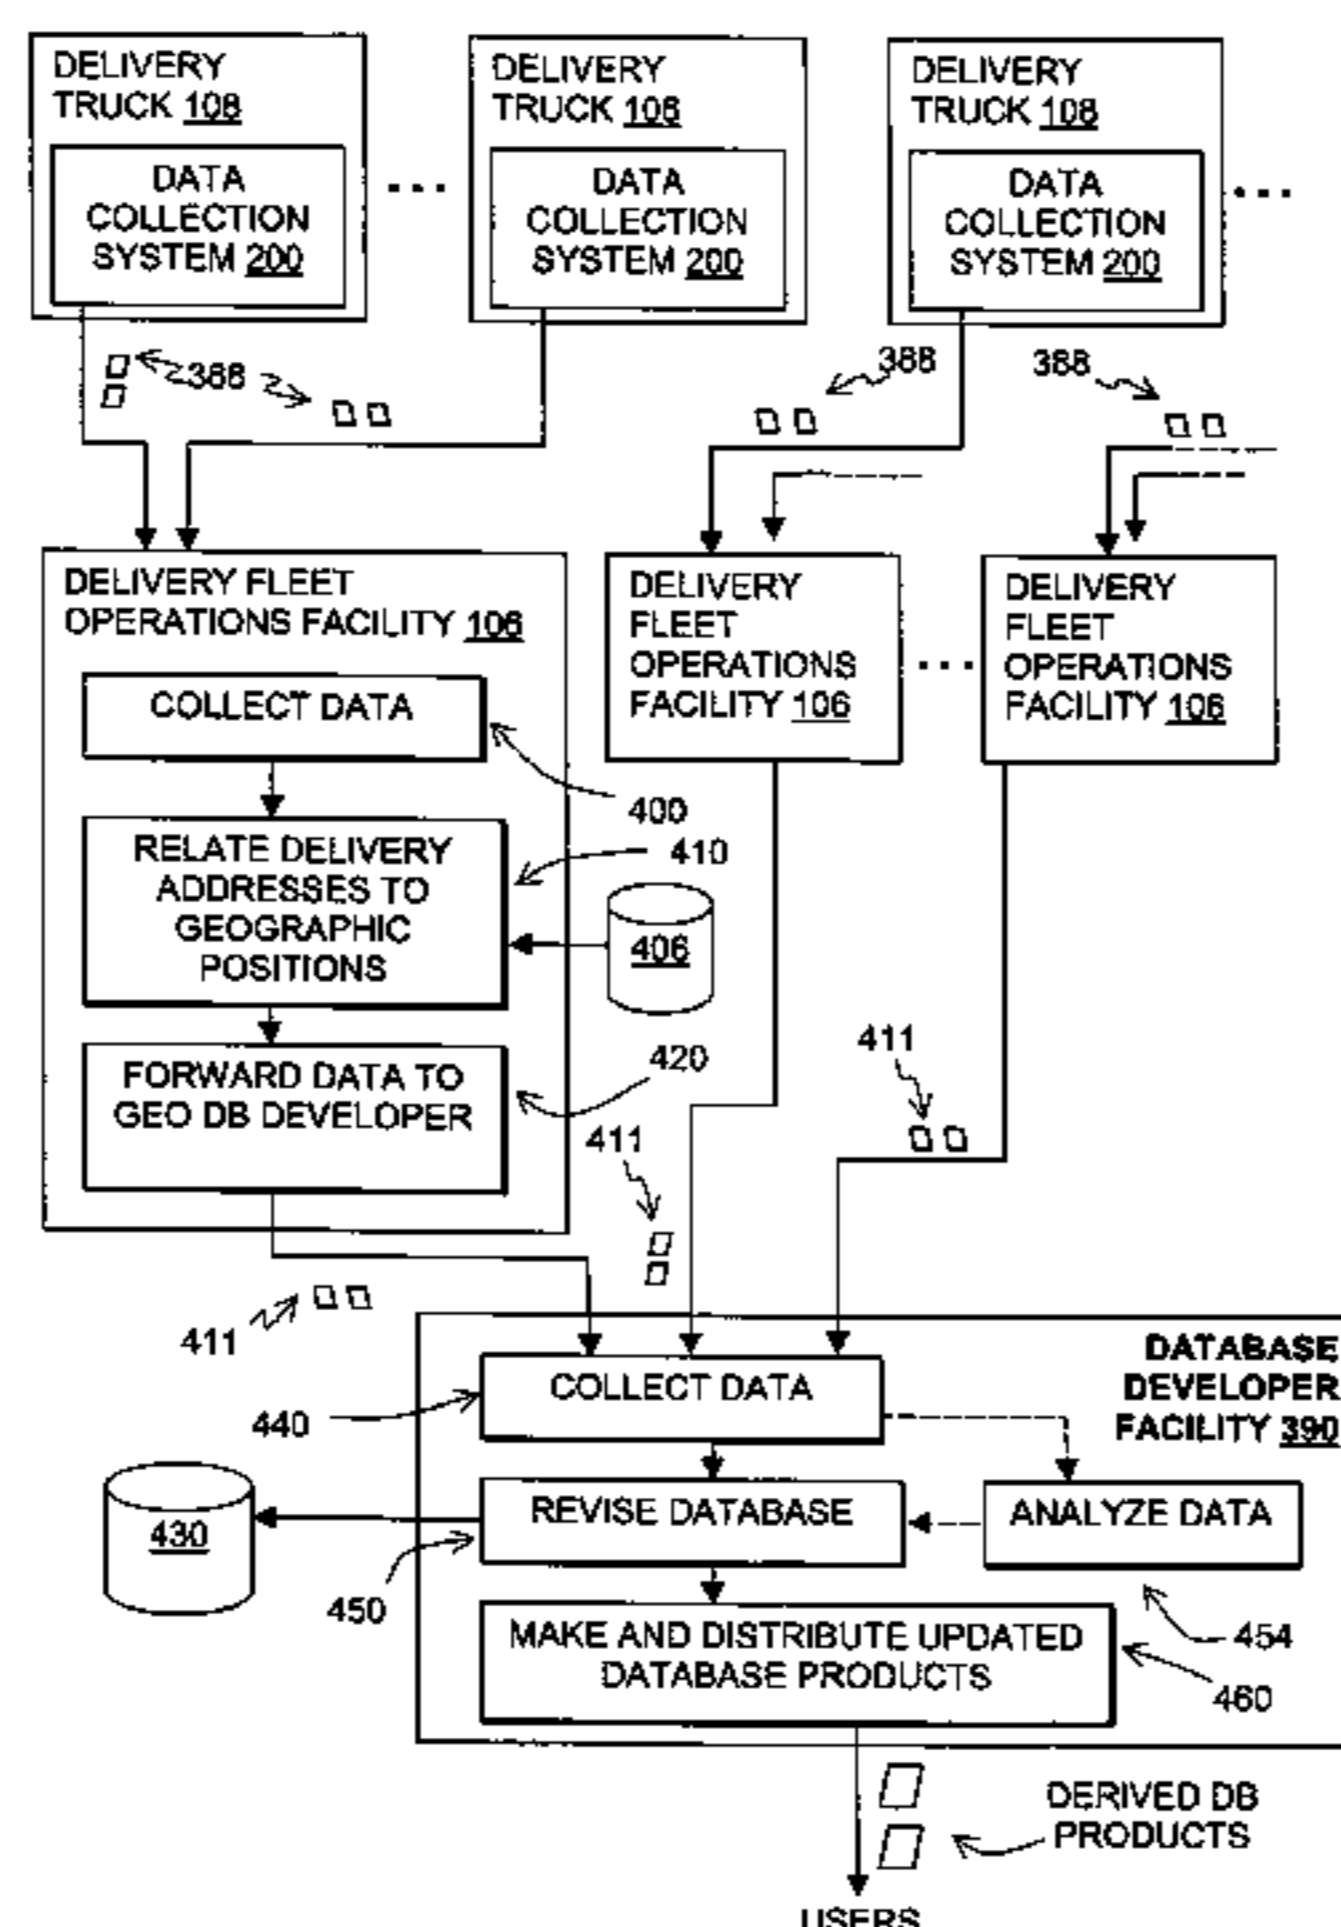 DELIVERY
TRUCK 108
DATA
COLLECTION
SYSTEM 200
...
DELIVERY
TRUCK 108
DATA
COLLECTION
SYSTEM 200
DELIVERY
TRUCK 108
DATA
COLLECTION
SYSTEM 200
...
388
388
388
DELIVERY FLEET
OPERATIONS FACILITY 106
COLLECT DATA
400
RELATE DELIVERY
ADDRESSES TO
GEOGRAPHIC
POSITIONS
410
406
FORWARD DATA TO
GEO DB DEVELOPER
420
DELIVERY
FLEET
OPERATIONS
FACILITY 106
...
DELIVERY
FLEET
OPERATIONS
FACILITY 106
411
411
411
DATABASE
DEVELOPER
FACILITY 390
COLLECT DATA
440
REVISE DATABASE
430
450
ANALYZE DATA
454
MAKE AND DISTRIBUTE UPDATED
DATABASE PRODUCTS
460
DERIVED DB
PRODUCTS
USERS